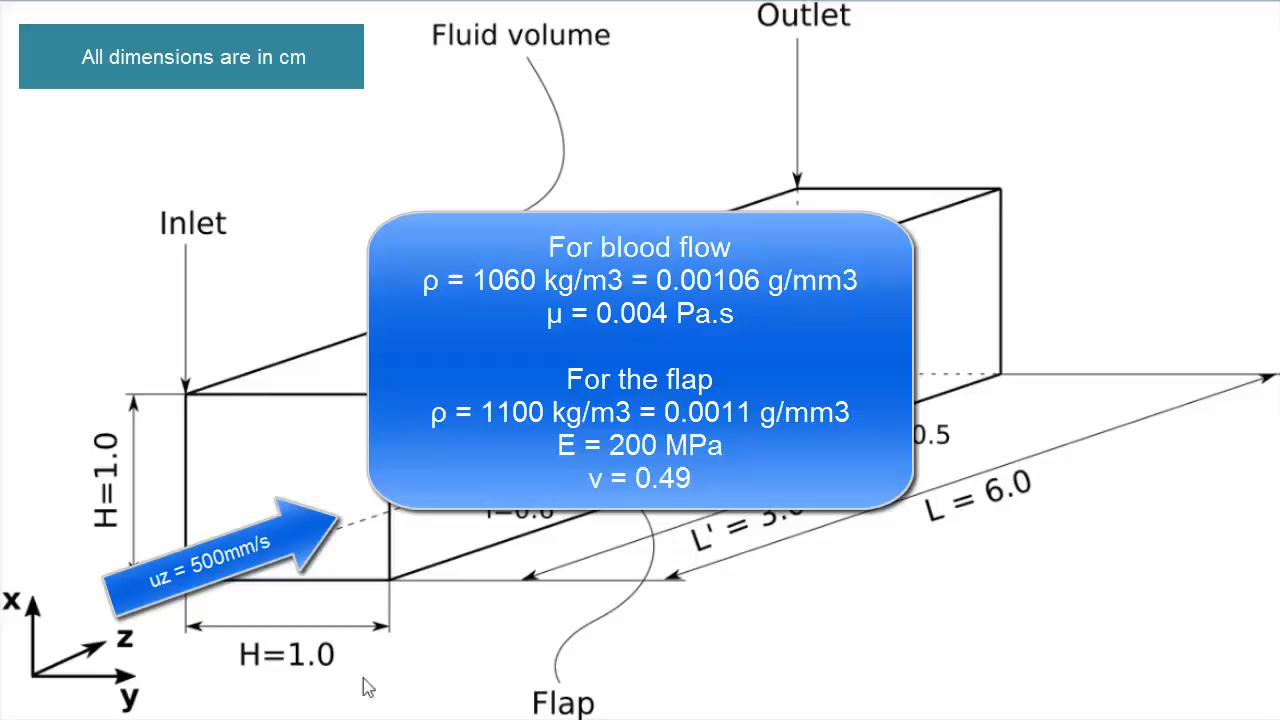 Outlet
Fluid volume
All dimensions are in cm
Inlet
For blood flow
ρ = 1060 kg/m3 = 0.00106 g/mm3
μ = 0.004 Pa.s
For the flap
ρ = 1100 kg/m3 = 0.0011 g/mm3
E = 200 MPa
ν = 0.49
0.5
H=1.0
L = 6.0
L' = 3.0
uz = 500mm/s
x
z
y
H=1.0
Flap